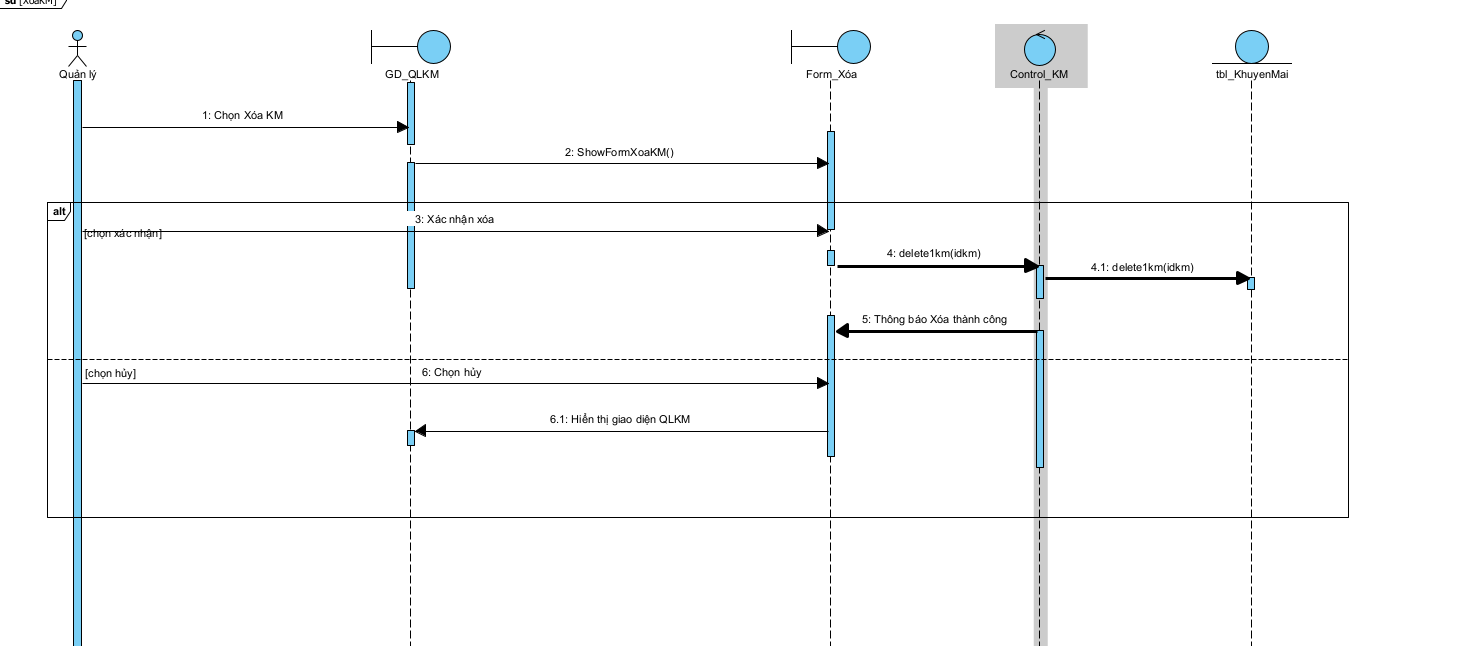 sd [XoaKM]
Quản lý
GD_QLKM
Form_Xóa
Control_KM
tbl_KhuyenMai
1: Chọn Xóa KM
2: ShowFormXoaKM()
alt
3: Xác nhận xóa
[chọn xác nhận]
4: delete1km(idkm)
4.1: delete1km(idkm)
5: Thông báo Xóa thành công
[chọn hủy]
6: Chọn hủy
6.1: Hiển thị giao diện QLKM